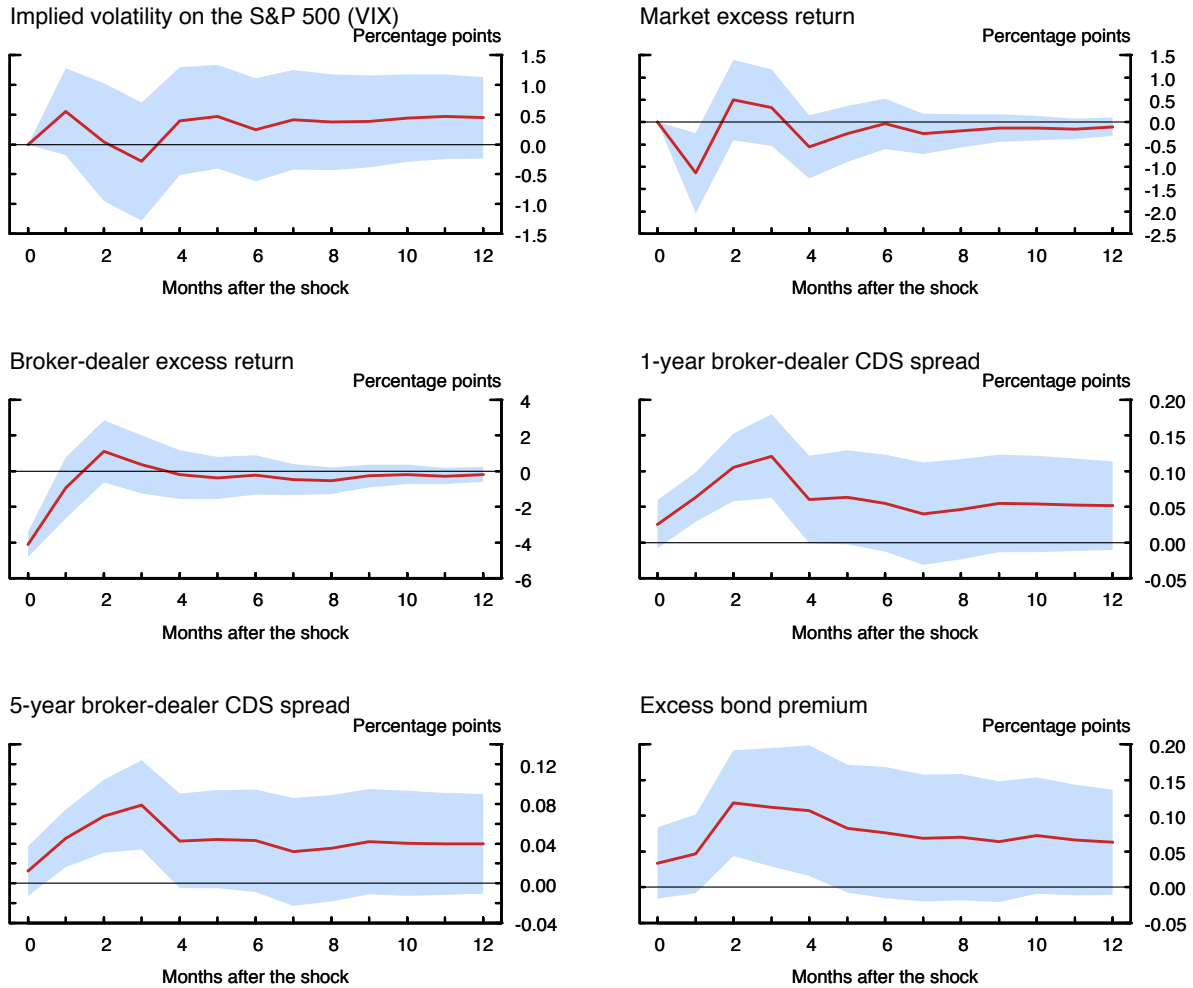 Implied volatility on the S&P 500 (VIX)
Percentage points
1.5
1.0
0.5
0.0
-0.5
-1.0
-1.5
0 2 4 6 8 10 12
Months after the shock
Market excess return
Percentage points
1.5
1.0
0.5
0.0
-0.5
-1.0
-1.5
-2.0
-2.5
0 2 4 6 8 10 12
Months after the shock
Broker-dealer excess return
Percentage points
4
2
0
-2
-4
-6
0 2 4 6 8 10 12
Months after the shock
1-year broker-dealer CDS spread
Percentage points
0.20
0.15
0.10
0.05
0.00
-0.05
0 2 4 6 8 10 12
Months after the shock
5-year broker-dealer CDS spread
Percentage points
0.12
0.08
0.04
0.00
-0.04
0 2 4 6 8 10 12
Months after the shock
Excess bond premium
Percentage points
0.20
0.15
0.10
0.05
0.00
-0.05
0 2 4 6 8 10 12
Months after the shock